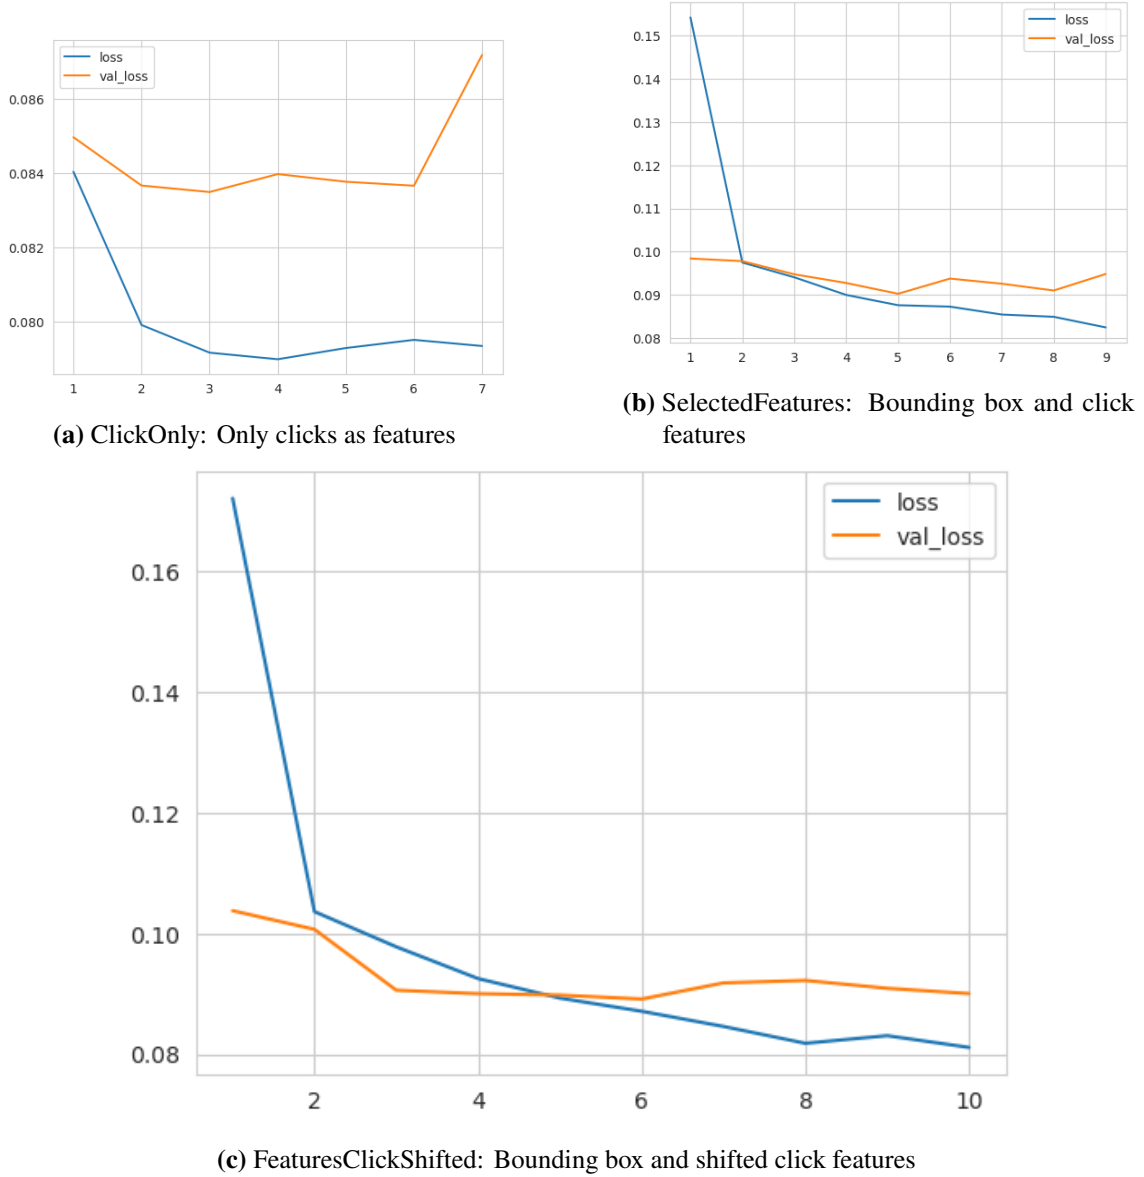 loss
val_loss
0.086
0.084
0.082
0.080
1 2 3 4 5 6 7
(a) ClickOnly: Only clicks as features
loss
val_loss
0.15
0.14
0.13
0.12
0.11
0.10
0.09
0.08
1 2 3 4 5 6 7 8 9
(b) SelectedFeatures: Bounding box and click
features
loss
val_loss
0.16
0.14
0.12
0.10
0.08
2 4 6 8 10
(c) FeaturesClickShifted: Bounding box and shifted click features